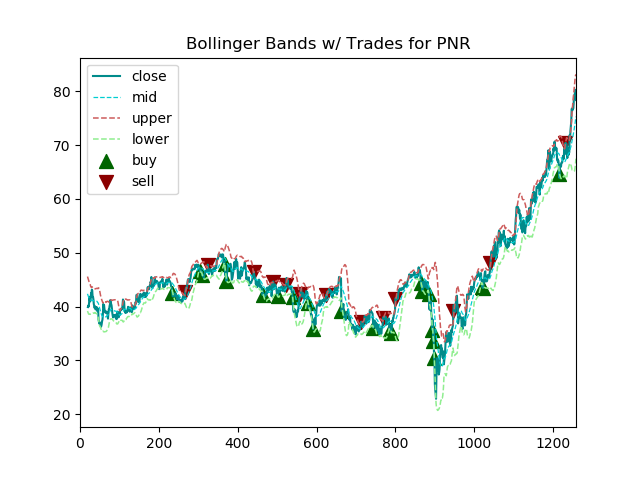 Bollinger Bands w/ Trades for PNR
close
mid
upper
lower
buy
sell
80
70
60
50
40
30
20
0 200 400 600 800 1000 1200